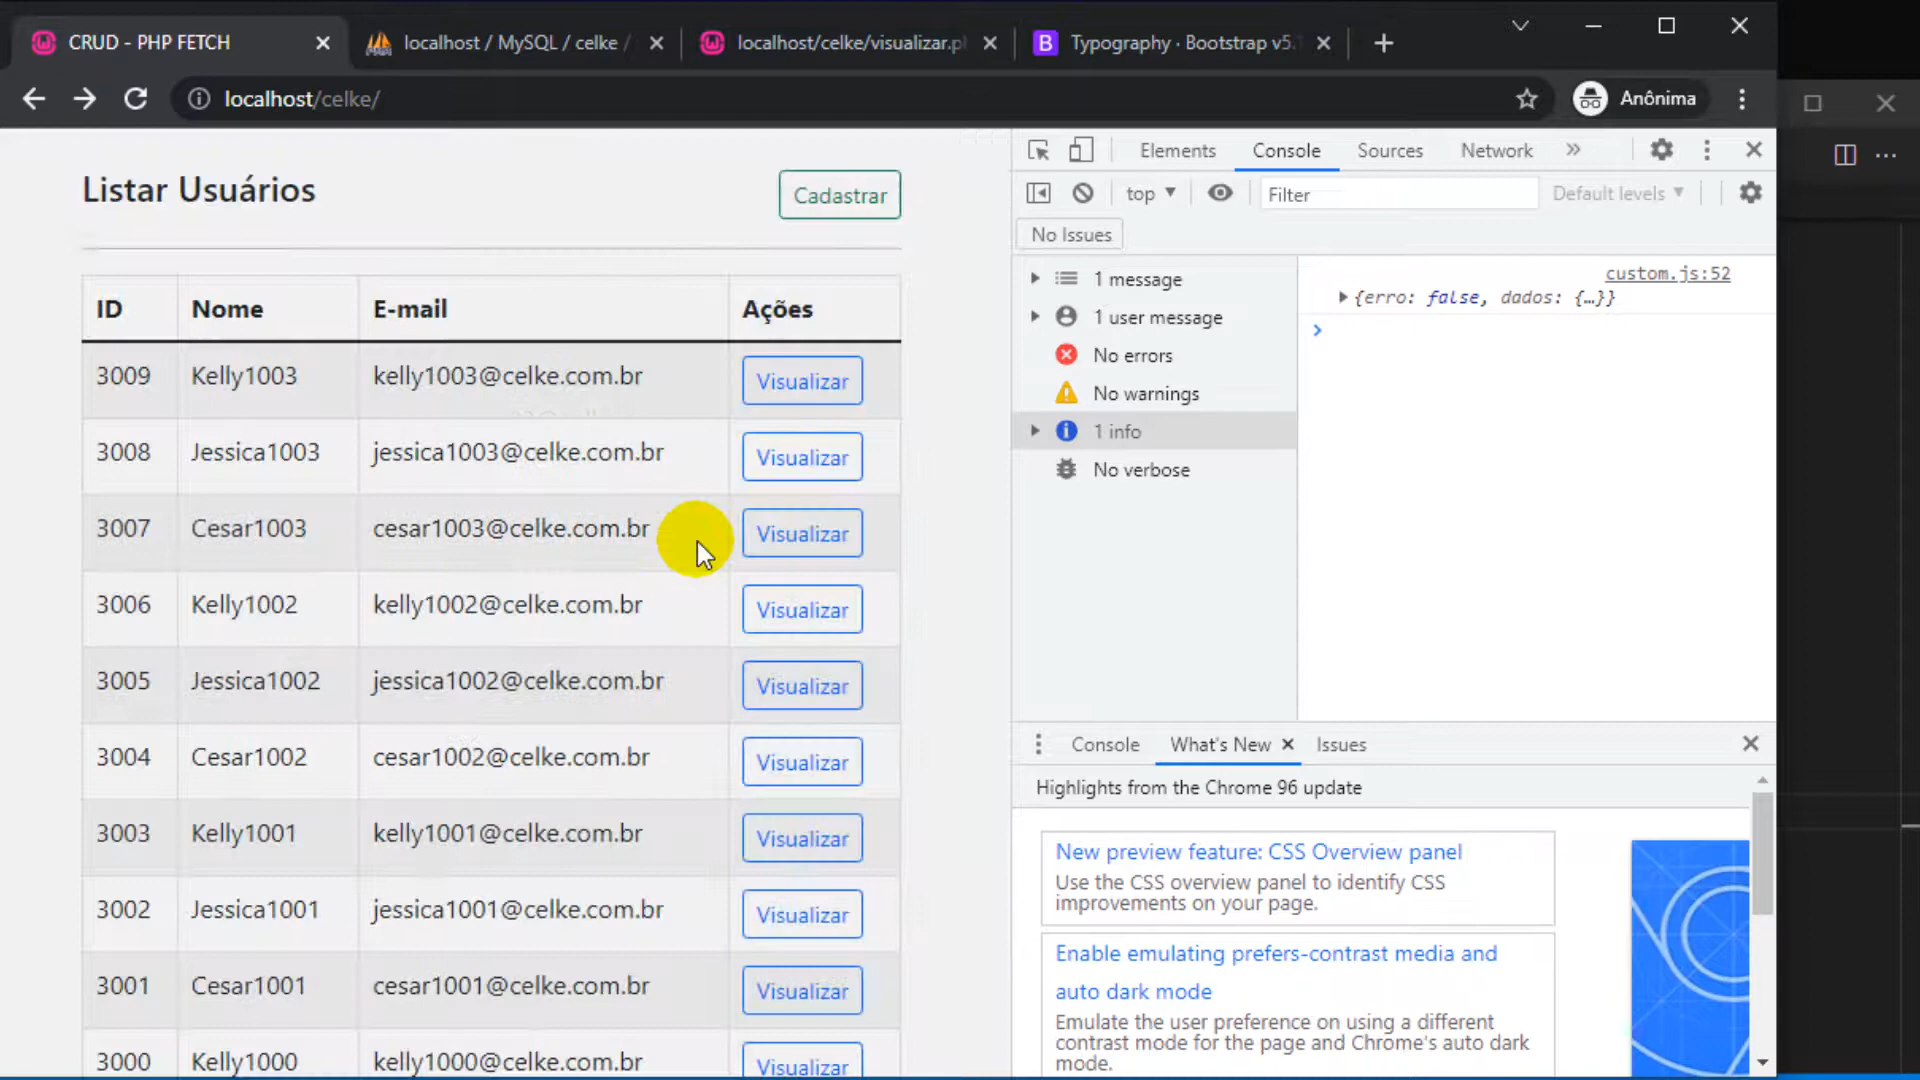 CRUD - PHP FETCH
localhost / MySQL / celke /
localhost/celke/visualizar.p
Typography · Bootstrap v5.
localhost/celke/
Anônima
Listar Usuários
Cadastrar
ID Nome E-mail Ações
3009 Kelly1003 kelly1003@celke.com.br Visualizar
3008 Jessica1003 jessica1003@celke.com.br Visualizar
3007 Cesar1003 cesar1003@celke.com.br Visualizar
3006 Kelly1002 kelly1002@celke.com.br Visualizar
3005 Jessica1002 jessica1002@celke.com.br Visualizar
3004 Cesar1002 cesar1002@celke.com.br Visualizar
3003 Kelly1001 kelly1001@celke.com.br Visualizar
3002 Jessica1001 jessica1001@celke.com.br Visualizar
3001 Cesar1001 cesar1001@celke.com.br Visualizar
3000 Kelly1000 kelly1000@celke.com.br Visualizar
Elements Console Sources Network
top Filter Default levels
No Issues
1 message
1 user message
No errors
No warnings
1 info
No verbose
custom.js:52
{erro: false, dados: {…}}
Console What's New Issues
Highlights from the Chrome 96 update
New preview feature: CSS Overview panel
Use the CSS overview panel to identify CSS
improvements on your page.
Enable emulating prefers-contrast media and
auto dark mode
Emulate the user preference on using a different
contrast mode for the page and Chrome's auto dark
mode.